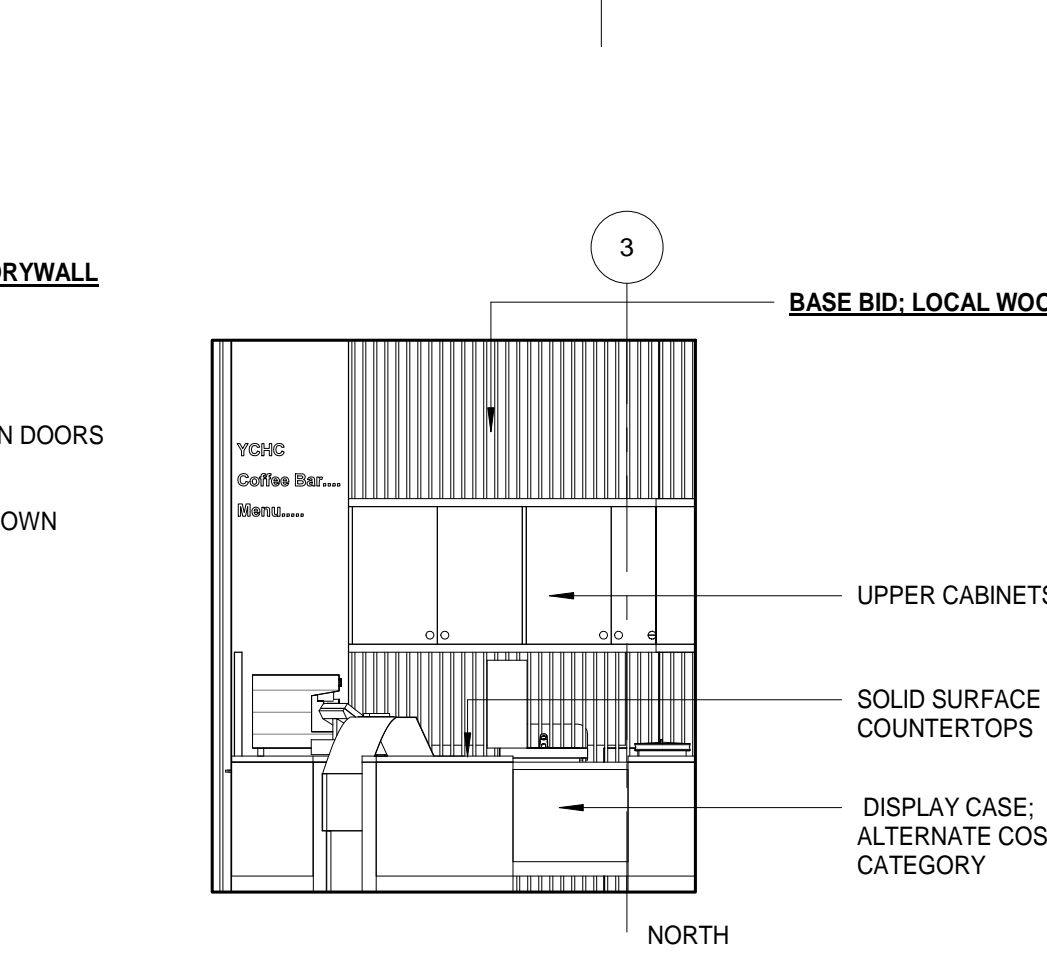 3
DRYWALL
BASE BID; LOCAL
N DOORS
YCHC
Coffee Bar....
Menu.....
OWN
UPPER CABINETS
SOLID SURFACE
COUNTERTOPS
DISPLAY CASE;
ALTERNATE COS
CATEGORY
NORTH